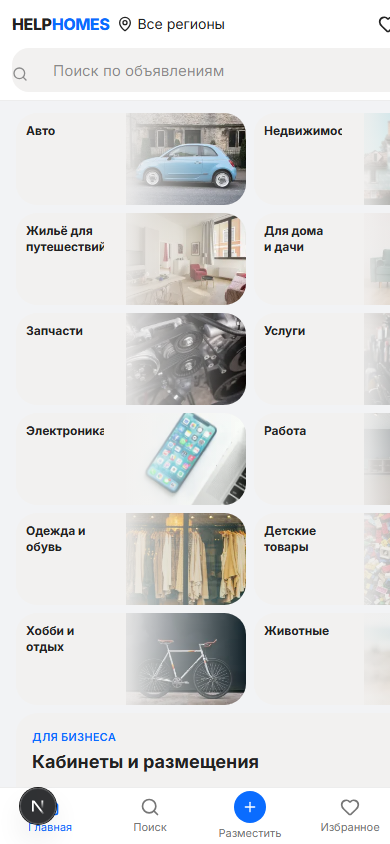 HELPHOMES Все регионы
Поиск по объявлениям
Авто
Недвижимос
Жильё для
путешествий
Для дома
и дачи
Запчасти
Услуги
Электроника
Работа
Одежда и
обувь
Детские
товары
Хобби и
отдых
Животные
ДЛЯ БИЗНЕСА
Кабинеты и размещения
N
Главная
Поиск
Разместить
Избранное